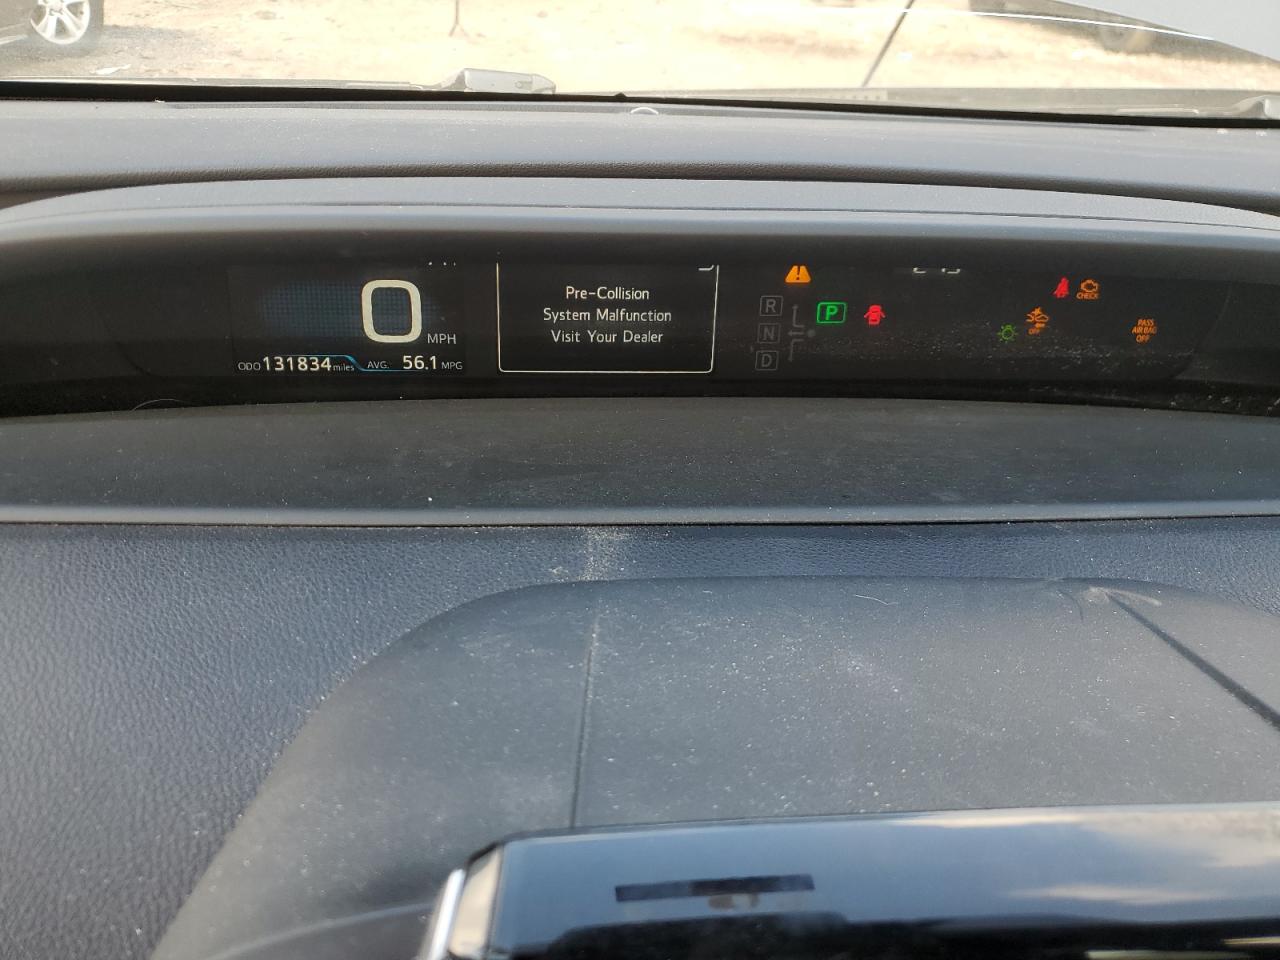 0
MPH
ODO 131834 miles AVG. 56.1 MPG
Pre-Collision
System Malfunction
Visit Your Dealer
R
N
D
P
CHECK
OFF
PASS
AIR BAG
OFF